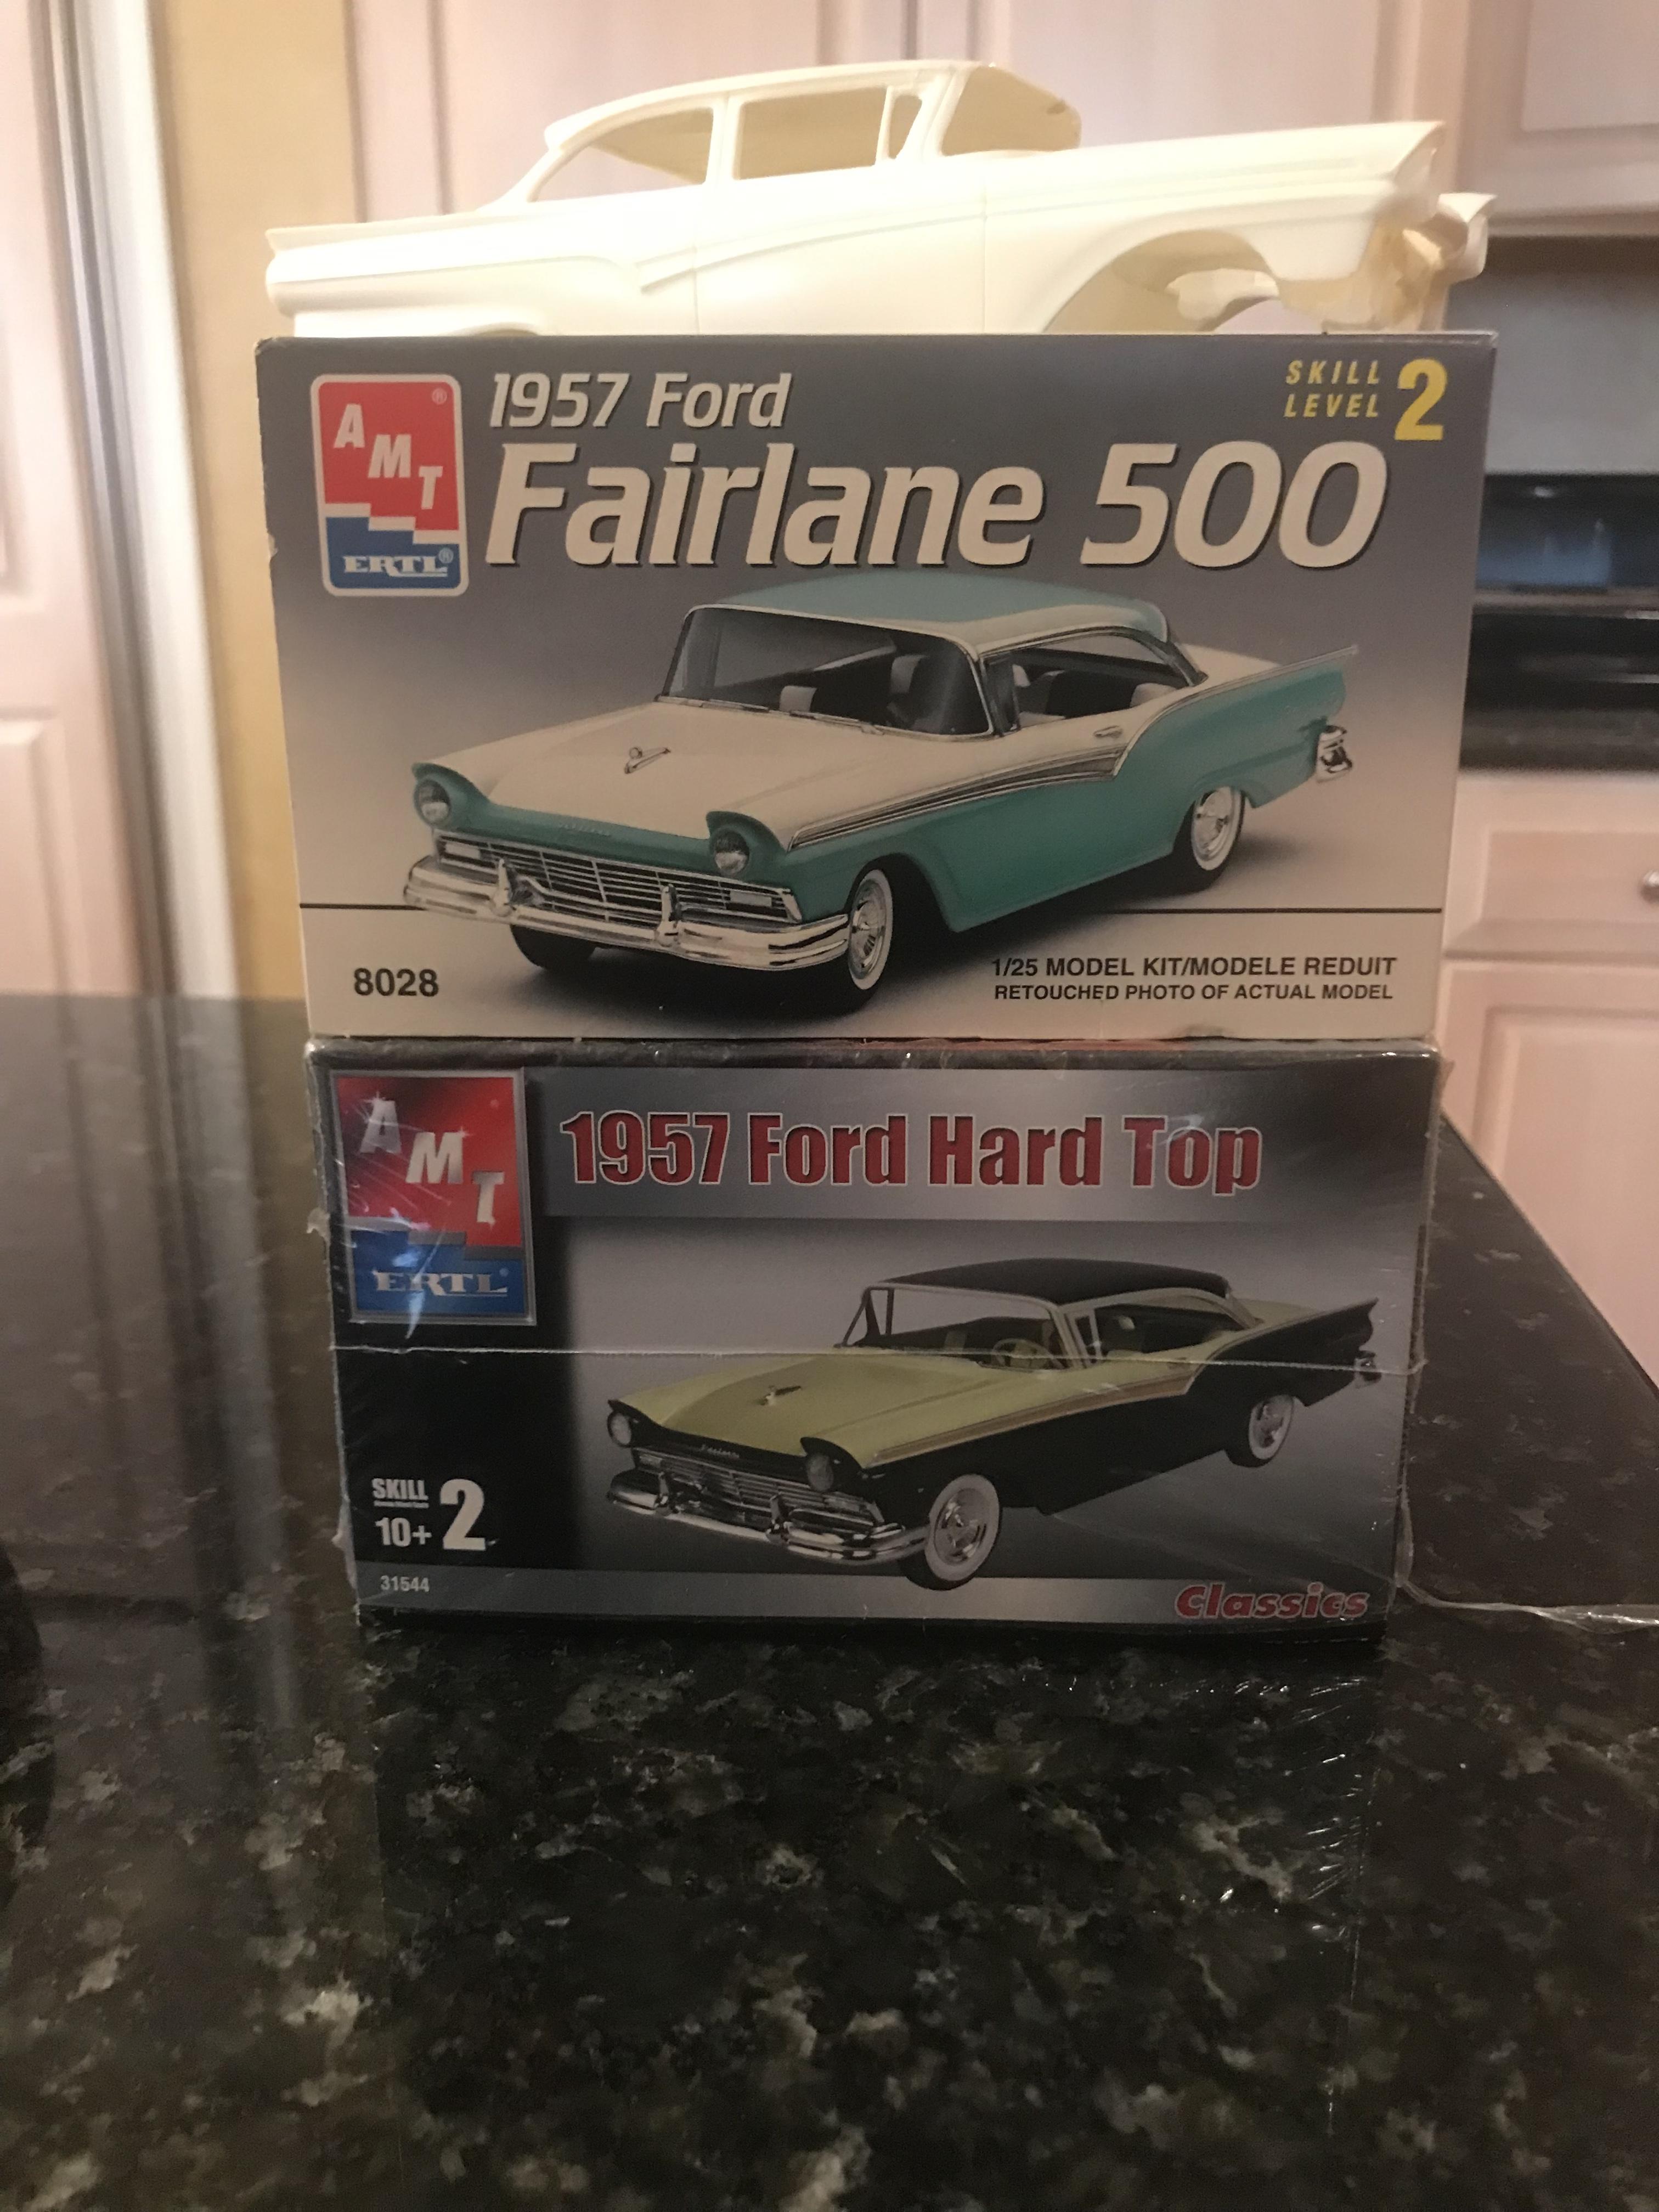 1957 Ford
Fairlane 500
SKILL
LEVEL 2
AMT ®
ERTL®
8028
1/25 MODEL KIT/MODELE REDUIT
RETOUCHED PHOTO OF ACTUAL MODEL
AMT
ERTL®
1957 Ford Hard Top
SKILL 2
10+
31544
Classics